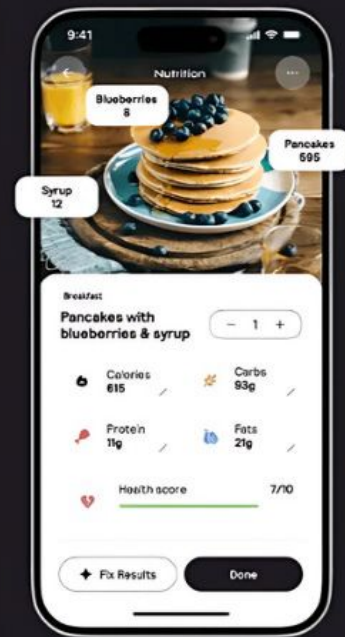 9:41
Nutrition
Blueberries
8
Pancakes
595
Syrup
12
Breakfast
Pancakes with
blueberries & syrup
− 1 +
Calories
615
Carbs
93g
Protein
11g
Fats
21g
Health score 7/10
Fix Results
Done